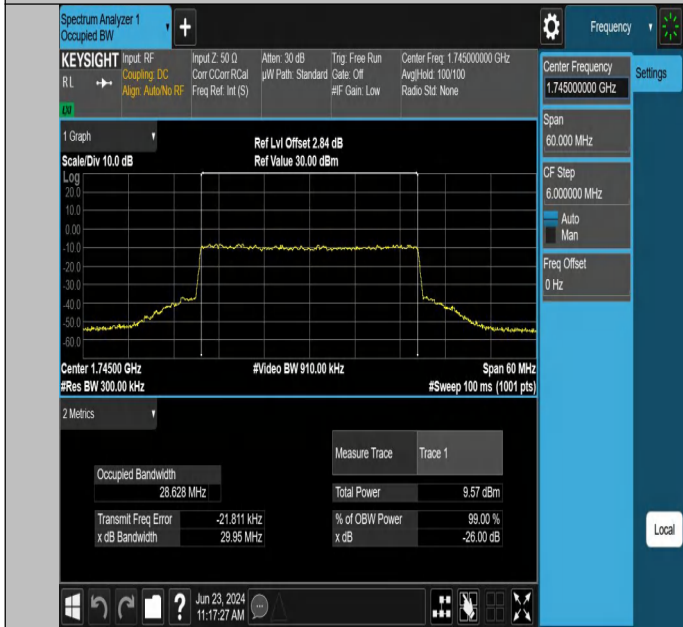 Spectrum Analyzer 1
Occupied BW
Frequency
KEYSIGHT
RL
LXI
Input: RF
Coupling: DC
Align: Auto/No RF
Input Z: 50 Ω
Corr CCorr RCal
Freq Ref: Int (S)
Atten: 30 dB
µW Path: Standard
Trig: Free Run
Gate: Off
#IF Gain: Low
Center Freq: 1.745000000 GHz
Avg|Hold: 100/100
Radio Std: None
Center Frequency
1.745000000 GHz
Settings
Span
60.000 MHz
CF Step
6.000000 MHz
Auto
Man
Freq Offset
0 Hz
Local
1 Graph
Scale/Div 10.0 dB
Ref Lvl Offset 2.84 dB
Ref Value 30.00 dBm
Log
20.0
10.0
0.00
-10.0
-20.0
-30.0
-40.0
-50.0
-60.0
Center 1.74500 GHz
#Video BW 910.00 kHz
Span 60 MHz
#Res BW 300.00 kHz
#Sweep 100 ms (1001 pts)
2 Metrics
Measure Trace Trace 1
Occupied Bandwidth
28.628 MHz
Total Power 9.57 dBm
Transmit Freq Error -21.811 kHz
% of OBW Power 99.00 %
x dB Bandwidth 29.95 MHz
x dB -26.00 dB
?
Jun 23, 2024
11:17:27 AM